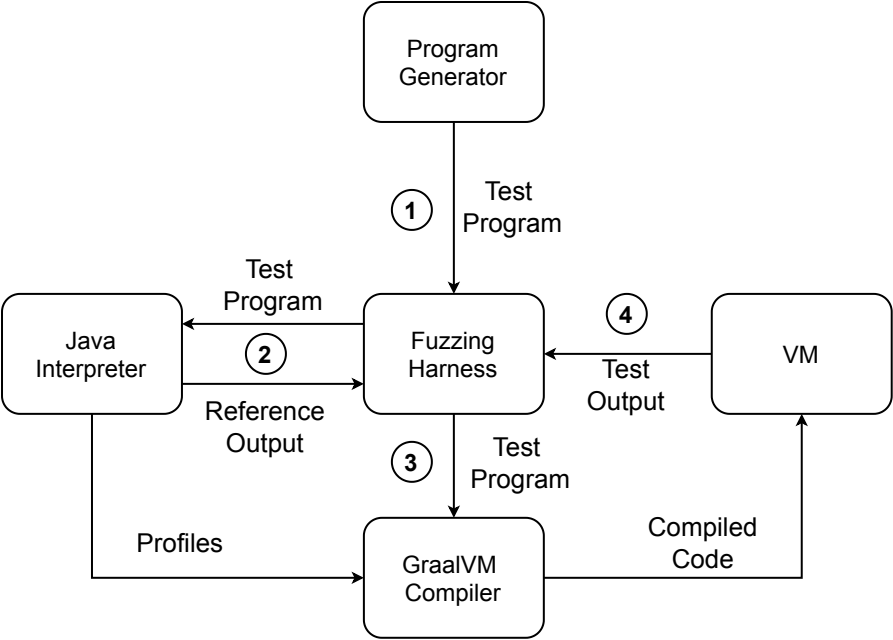 Program
Generator
1
Test
Program
Test
Program
2
Java
Interpreter
Reference
Output
Fuzzing
Harness
4
Test
Output
VM
3
Test
Program
Profiles
GraalVM
Compiler
Compiled
Code